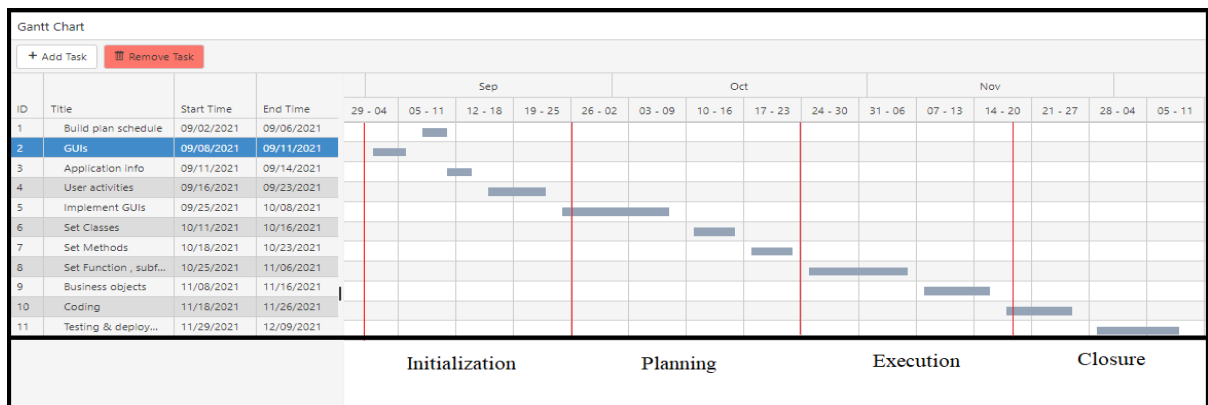 Gantt Chart
+ Add Task Remove Task
Sep Oct Nov
ID Title Start Time End Time 29 - 04 05 - 11 12 - 18 19 - 25 26 - 02 03 - 09 10 - 16 17 - 23 24 - 30 31 - 06 07 - 13 14 - 20 21 - 27 28 - 04 05 - 11
1 Build plan schedule 09/02/2021 09/06/2021
2 GUIs 09/08/2021 09/11/2021
3 Application info 09/11/2021 09/14/2021
4 User activities 09/16/2021 09/23/2021
5 Implement GUIs 09/25/2021 10/08/2021
6 Set Classes 10/11/2021 10/16/2021
7 Set Methods 10/18/2021 10/23/2021
8 Set Function , subf... 10/25/2021 11/06/2021
9 Business objects 11/08/2021 11/16/2021
10 Coding 11/18/2021 11/26/2021
11 Testing & deploy... 11/29/2021 12/09/2021
Initialization Planning Execution Closure